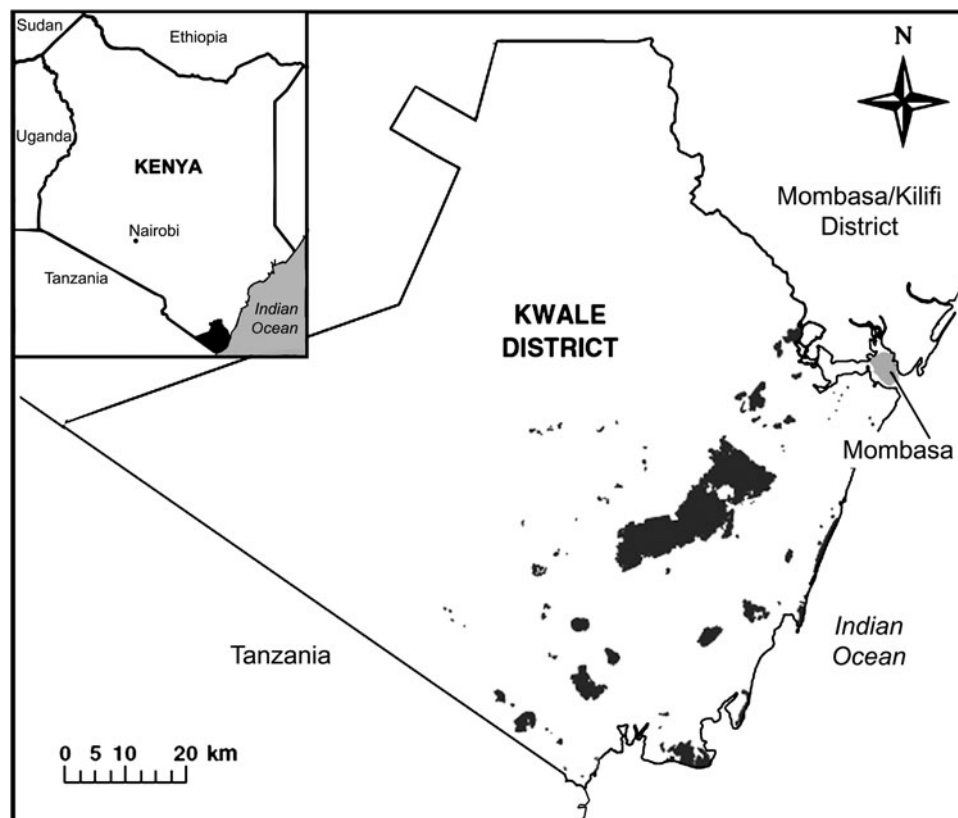 Sudan
Ethiopia
Uganda
KENYA
Nairobi
Tanzania
Indian
Ocean
N
Mombasa/Kilifi
District
KWALE
DISTRICT
Mombasa
Indian
Ocean
Tanzania
0 5 10 20 km